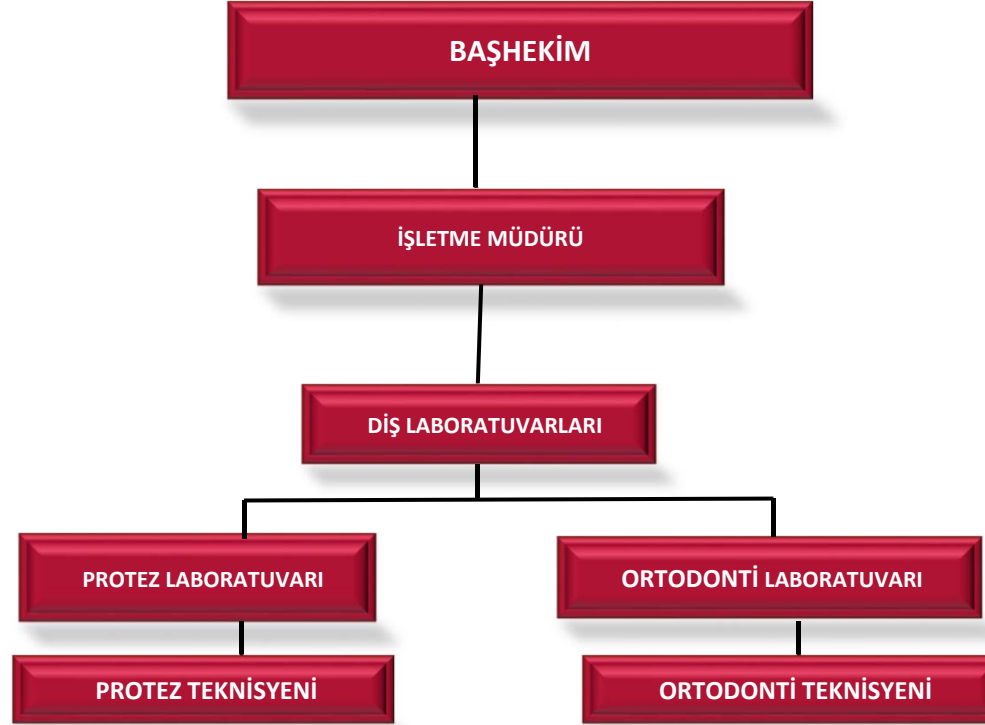 BAŞHEKİM
İŞLETME MÜDÜRÜ
DİŞ LABORATUVARLARI
PROTEZ LABORATUVARI
ORTODONTİ LABORATUVARI
PROTEZ TEKNİSYENİ
ORTODONTİ TEKNİSYENİ